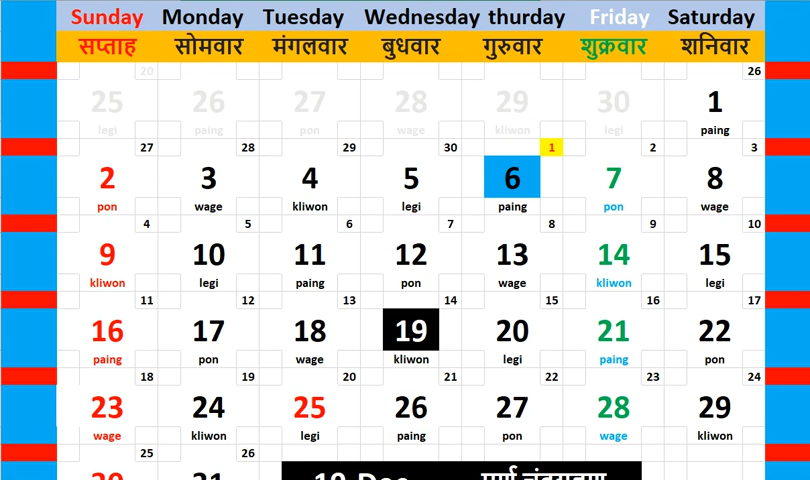 Sunday Monday Tuesday Wednesday thurday Friday Saturday
सप्ताह सोमवार मंगलवार बुधवार गुरुवार शुक्रवार शनिवार
20 26
25 26 27 28 29 30 1
legi paing pon wage kliwon legi paing
27 28 29 30 1 2 3
2 3 4 5 6 7 8
pon wage kliwon legi paing pon wage
4 5 6 7 8 9 10
9 10 11 12 13 14 15
kliwon legi paing pon wage kliwon legi
11 12 13 14 15 16 17
16 17 18 19 20 21 22
paing pon wage kliwon legi paing pon
18 19 20 21 22 23 24
23 24 25 26 27 28 29
wage kliwon legi paing pon wage kliwon
25 26
30 31